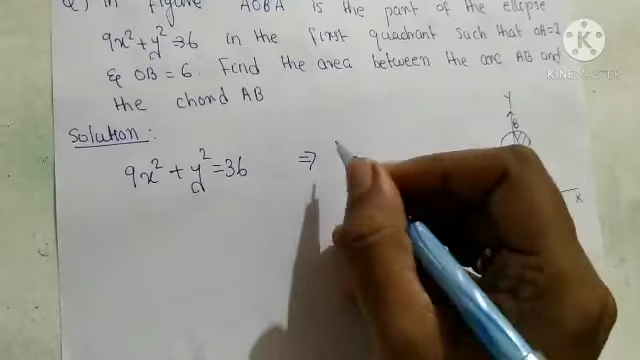 Q) In Figure AOBA is the part of the ellipse
9x² + y² = 36 in the first quadrant such that OA=2
& OB = 6. Find the area between the arc AB and
the chord AB
Solution:
9x² + y² = 36 ⇒
Y
B
X
K
KINEMASTER